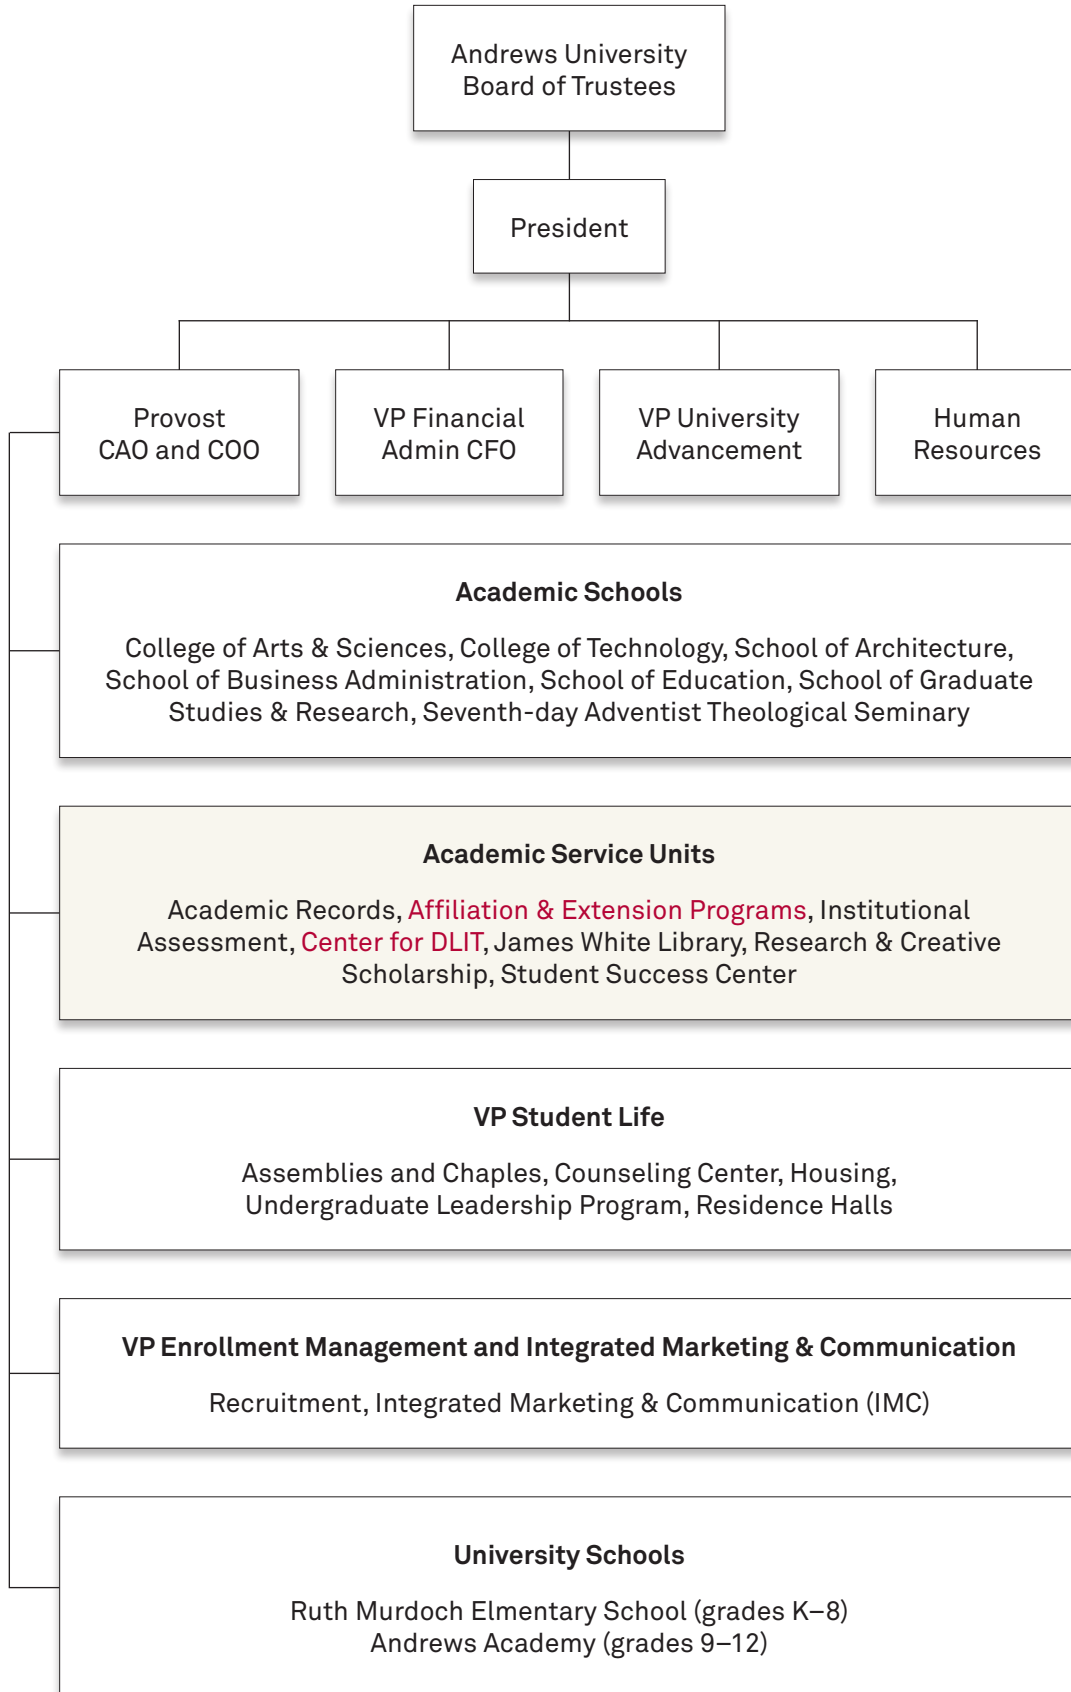 Andrews University
Board of Trustees
President
Provost
CAO and COO
VP Financial
Admin CFO
VP University
Advancement
Human
Resources
Academic Schools
College of Arts & Sciences, College of Technology, School of Architecture,
School of Business Administration, School of Education, School of Graduate
Studies & Research, Seventh-day Adventist Theological Seminary
Academic Service Units
Academic Records, Affiliation & Extension Programs, Institutional
Assessment, Center for DLIT, James White Library, Research & Creative
Scholarship, Student Success Center
VP Student Life
Assemblies and Chaples, Counseling Center, Housing,
Undergraduate Leadership Program, Residence Halls
VP Enrollment Management and Integrated Marketing & Communication
Recruitment, Integrated Marketing & Communication (IMC)
University Schools
Ruth Murdoch Elmentary School (grades K–8)
Andrews Academy (grades 9–12)